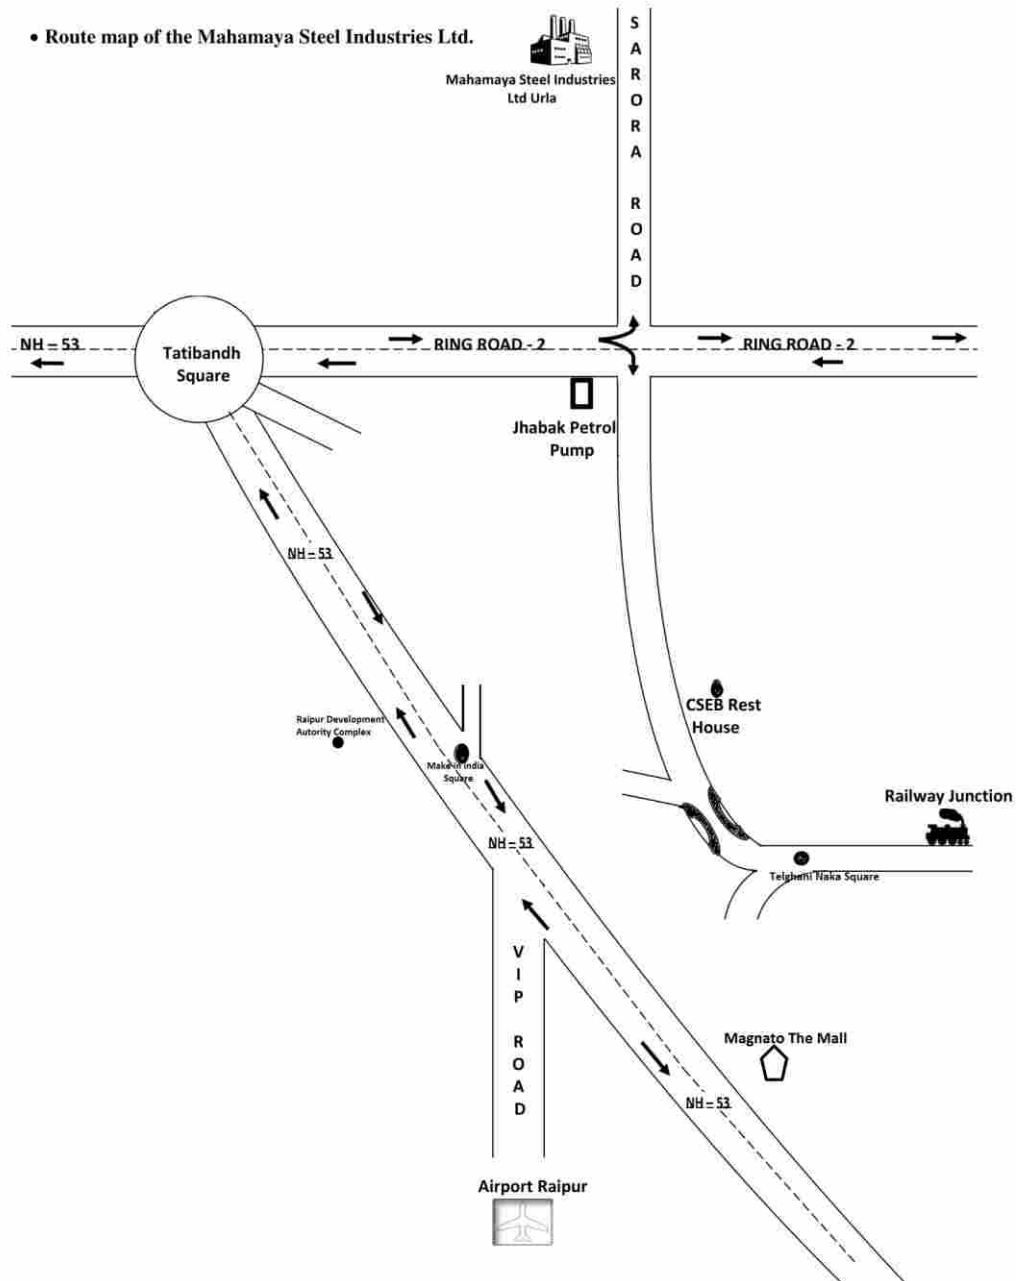 • Route map of the Mahamaya Steel Industries Ltd.
Mahamaya Steel Industries
Ltd Urla
SARORA ROAD
NH – 53
Tatibandh
Square
RING ROAD - 2
RING ROAD - 2
Jhabak Petrol
Pump
NH – 53
CSEB Rest
House
Raipur Development
Autority Complex
Make in India
Square
Railway Junction
NH – 53
Telghani Naka Square
VIP ROAD
Magnato The Mall
NH – 53
Airport Raipur